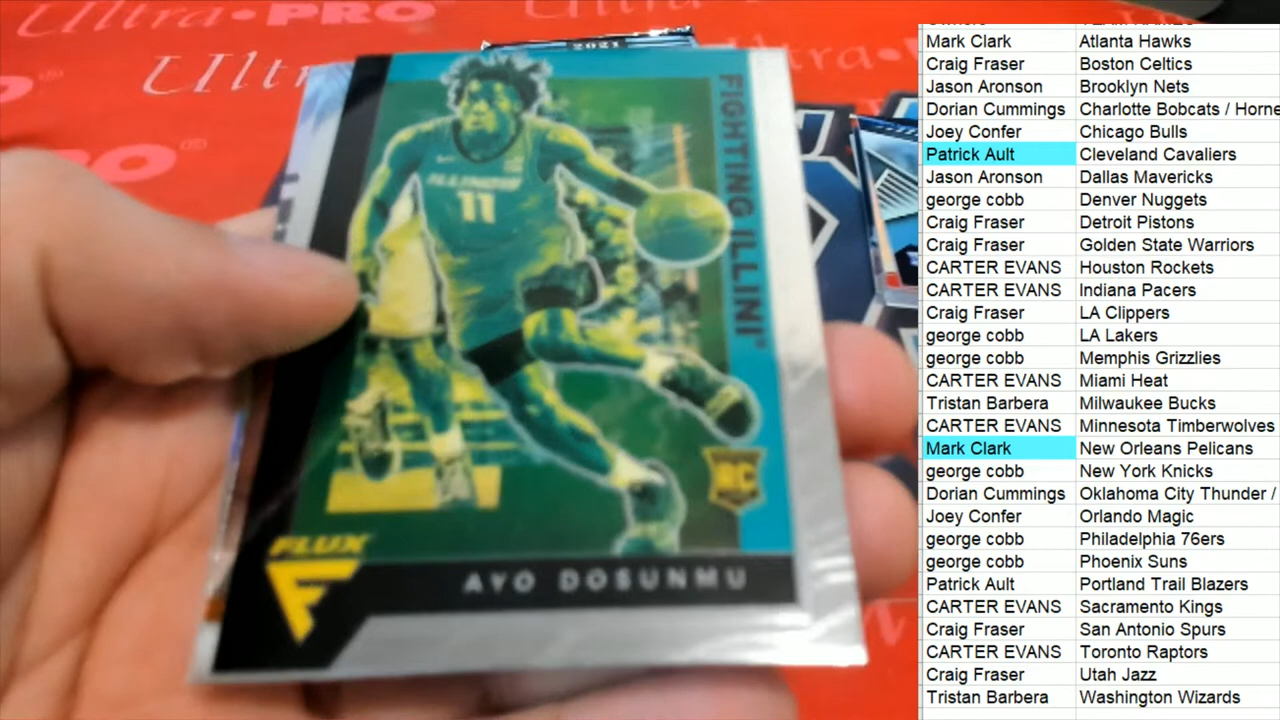 Ultra•PRO
Ultra
PRO®
1202
FIGHTING ILLINI®
ILLINOIS
11
RC
FLUX
F
AYO DOSUNMU
Mark Clark Atlanta Hawks
Craig Fraser Boston Celtics
Jason Aronson Brooklyn Nets
Dorian Cummings Charlotte Bobcats / Horne
Joey Confer Chicago Bulls
Patrick Ault Cleveland Cavaliers
Jason Aronson Dallas Mavericks
george cobb Denver Nuggets
Craig Fraser Detroit Pistons
Craig Fraser Golden State Warriors
CARTER EVANS Houston Rockets
CARTER EVANS Indiana Pacers
Craig Fraser LA Clippers
george cobb LA Lakers
george cobb Memphis Grizzlies
CARTER EVANS Miami Heat
Tristan Barbera Milwaukee Bucks
CARTER EVANS Minnesota Timberwolves
Mark Clark New Orleans Pelicans
george cobb New York Knicks
Dorian Cummings Oklahoma City Thunder /
Joey Confer Orlando Magic
george cobb Philadelphia 76ers
george cobb Phoenix Suns
Patrick Ault Portland Trail Blazers
CARTER EVANS Sacramento Kings
Craig Fraser San Antonio Spurs
CARTER EVANS Toronto Raptors
Craig Fraser Utah Jazz
Tristan Barbera Washington Wizards